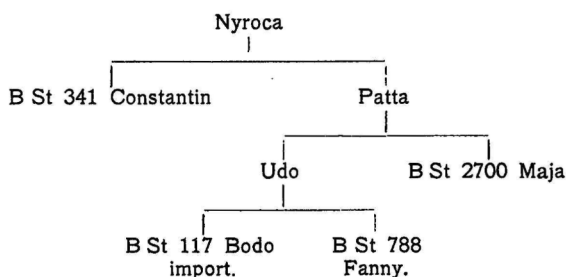 Nyroca
B St 341 Constantin Patta
Udo B St 2700 Maja
B St 117 Bodo B St 788
import. Fanny.